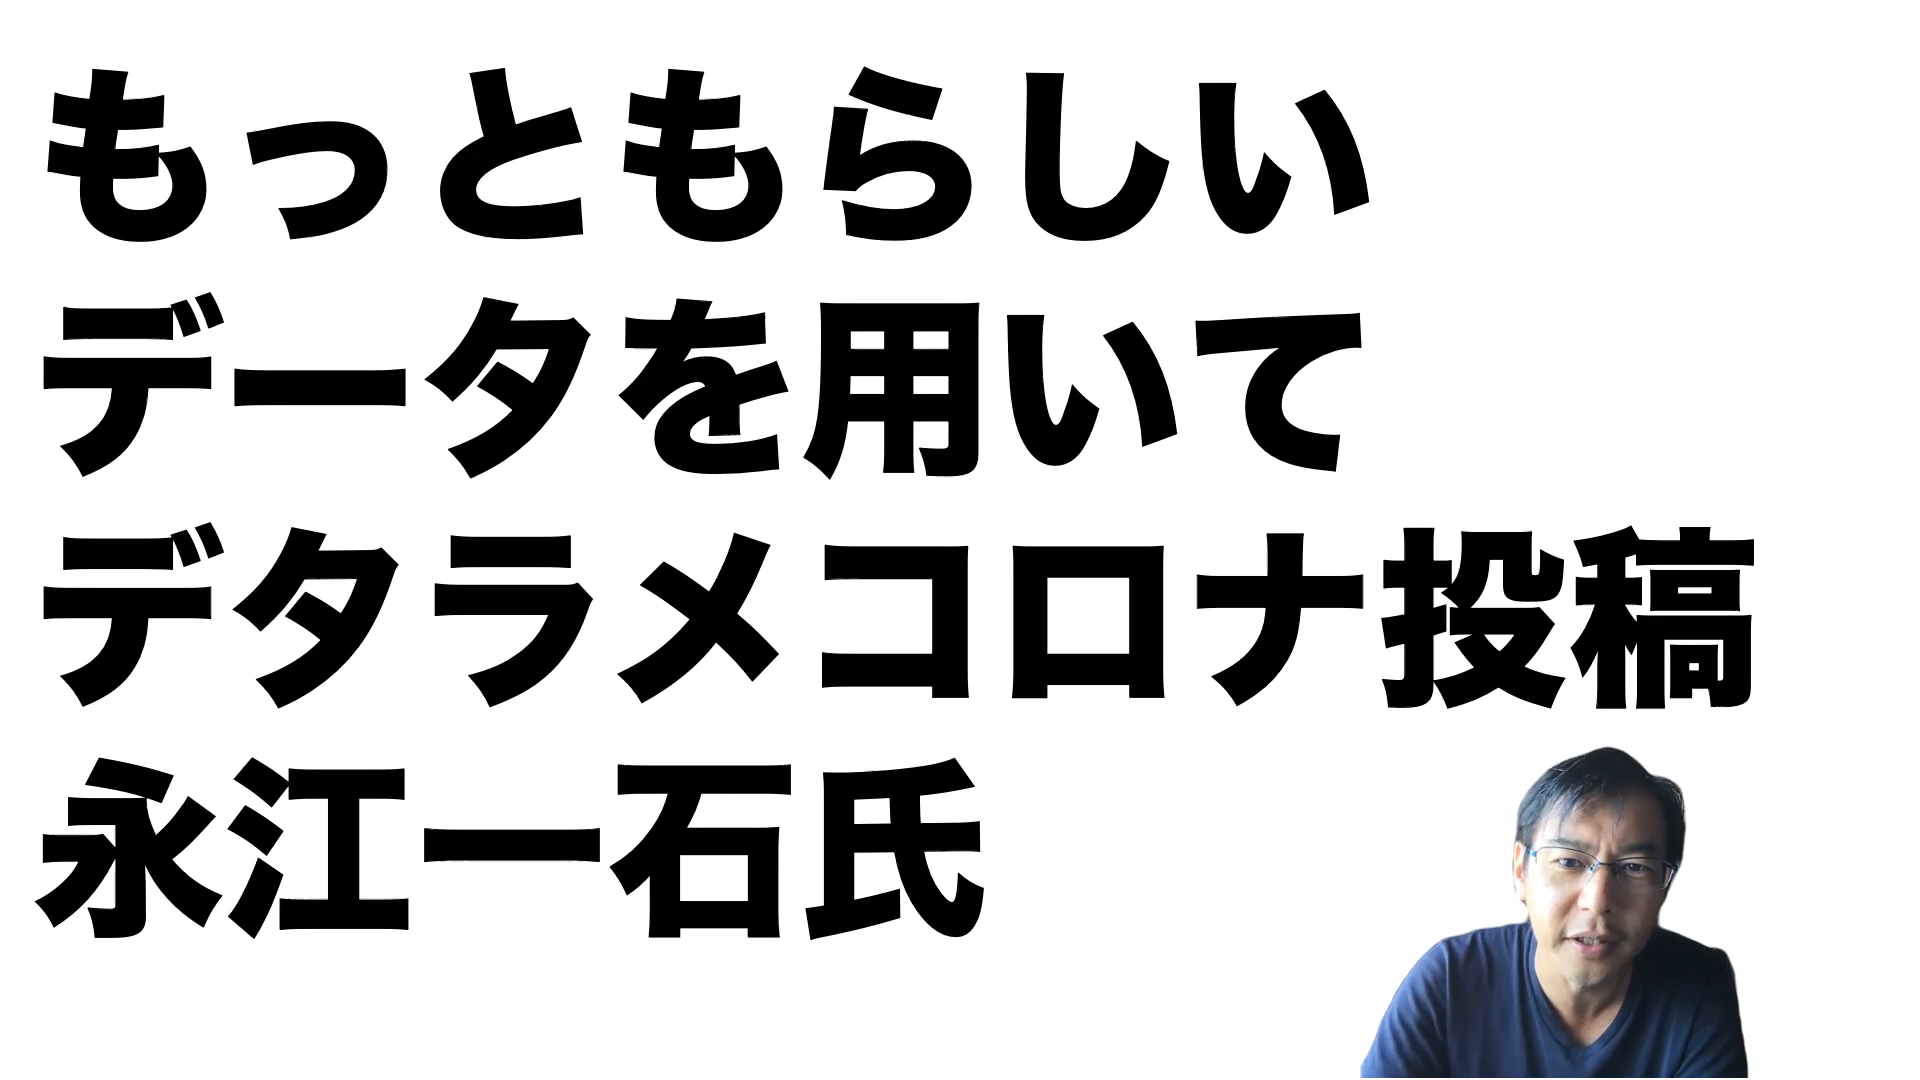 もっともらしい
データを用いて
デタラメコロナ投稿
永江一石氏